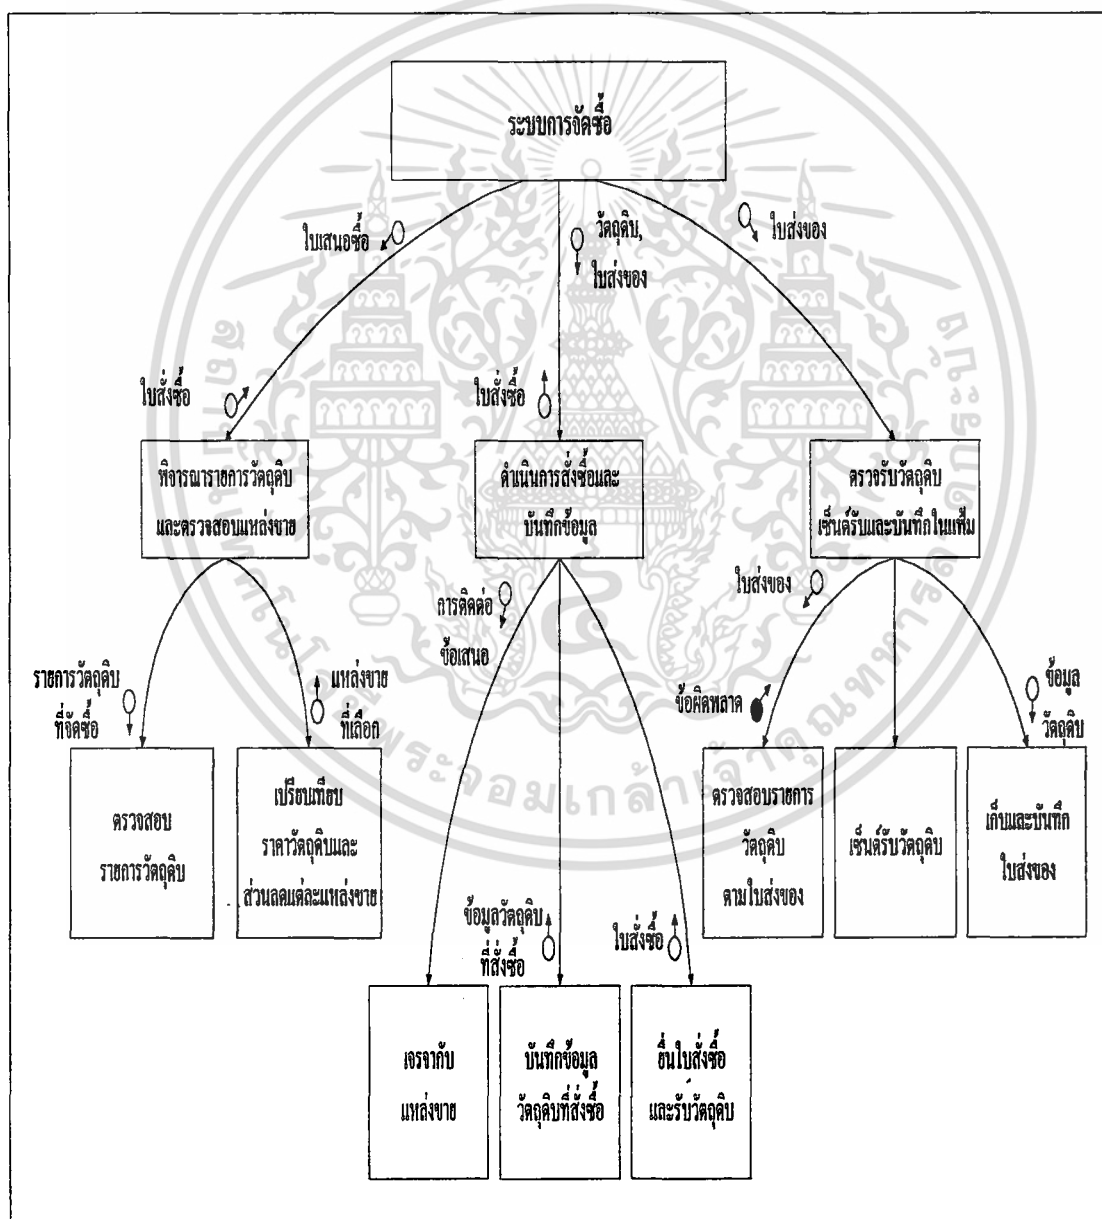 ระบบการจัดซื้อ
ใบเสนอซื้อ
วัตถุดิบ,
ใบส่งของ
ใบส่งของ
ใบสั่งซื้อ
ใบสั่งซื้อ
พิจารณารายการวัตถุดิบ
และตรวจสอบแหล่งขาย
ดำเนินการสั่งซื้อและ
บันทึกข้อมูล
ตรวจรับวัตถุดิบ
เซ็นต์รับและบันทึกในแฟ้ม
การติดต่อ
ข้อเสนอ
ใบส่งของ
รายการวัตถุดิบ
ที่จัดซื้อ
แหล่งขาย
ที่เลือก
ข้อผิดพลาด
ข้อมูล
วัตถุดิบ
ตรวจสอบ
รายการวัตถุดิบ
เปรียบเทียบ
ราคาวัตถุดิบและ
ส่วนลดแต่ละแหล่งขาย
ตรวจสอบรายการ
วัตถุดิบ
ตามใบส่งของ
เซ็นต์รับวัตถุดิบ
เก็บและบันทึก
ใบส่งของ
ข้อมูลวัตถุดิบ
ที่สั่งซื้อ
ใบสั่งซื้อ
เจรจากับ
แหล่งขาย
บันทึกข้อมูล
วัตถุดิบที่สั่งซื้อ
ยื่นใบสั่งซื้อ
และรับวัตถุดิบ
พระจอมเกล้าเจ้าคุณทหาร